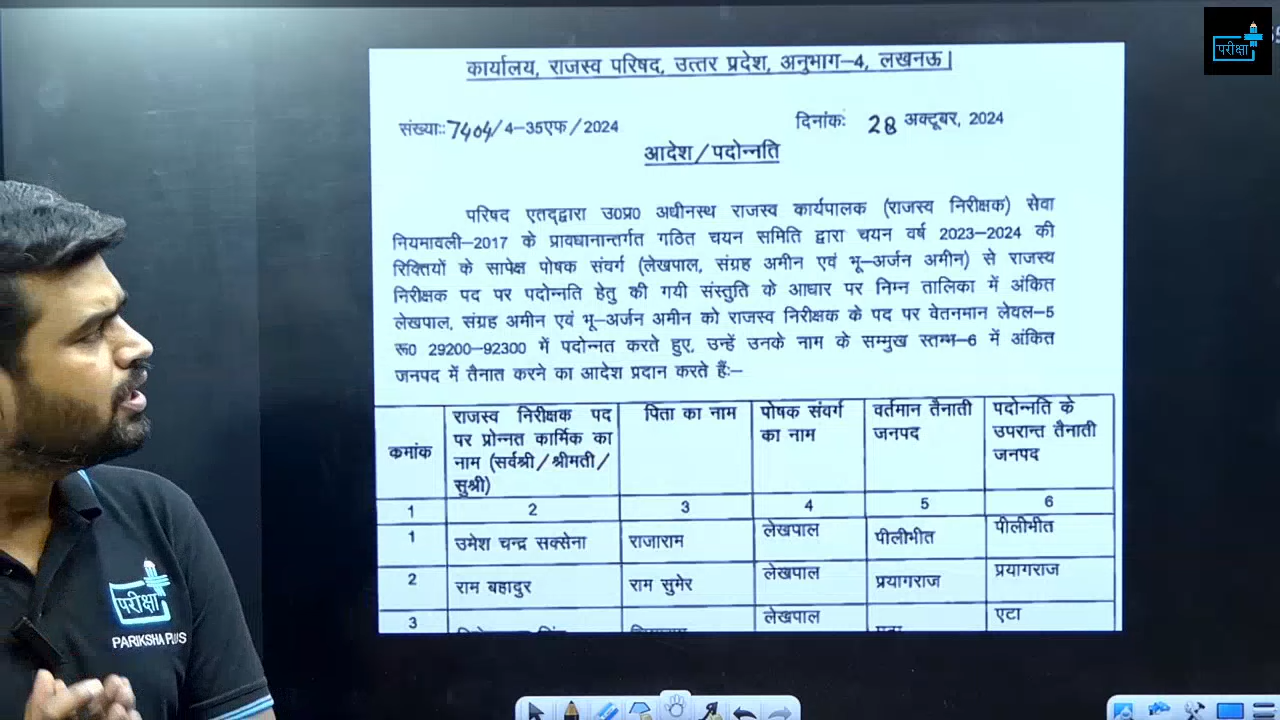 परीक्षा
कार्यालय, राजस्व परिषद, उत्तर प्रदेश, अनुभाग–4, लखनऊ।
संख्याः:7404/4–35एफ/2024 दिनांकः 28 अक्टूबर, 2024
आदेश/पदोन्नति
परिषद एतद्द्वारा उ0प्र0 अधीनस्थ राजस्व कार्यपालक (राजस्व निरीक्षक) सेवा
नियमावली–2017 के प्रावधानान्तर्गत गठित चयन समिति द्वारा चयन वर्ष 2023–2024 की
रिक्तियों के सापेक्ष पोषक संवर्ग (लेखपाल, संग्रह अमीन एवं भू–अर्जन अमीन) से राजस्व
निरीक्षक पद पर पदोन्नति हेतु की गयी संस्तुति के आधार पर निम्न तालिका में अंकित
लेखपाल, संग्रह अमीन एवं भू–अर्जन अमीन को राजस्व निरीक्षक के पद पर वेतनमान लेवल–5
रू0 29200–92300 में पदोन्नत करते हुए, उन्हें उनके नाम के सम्मुख स्तम्भ–6 में अंकित
जनपद में तैनात करने का आदेश प्रदान करते हैं:–
क्रमांक
राजस्व निरीक्षक पद
पर प्रोन्नत कार्मिक का
नाम (सर्वश्री/श्रीमती/
सुश्री)
पिता का नाम
पोषक संवर्ग
का नाम
वर्तमान तैनाती
जनपद
पदोन्नति के
उपरान्त तैनाती
जनपद
1 2 3 4 5 6
1 उमेश चन्द्र सक्सेना राजाराम लेखपाल पीलीभीत पीलीभीत
2 राम बहादुर राम सुमेर लेखपाल प्रयागराज प्रयागराज
3 लेखपाल एटा
परीक्षा
PARIKSHA PLUS